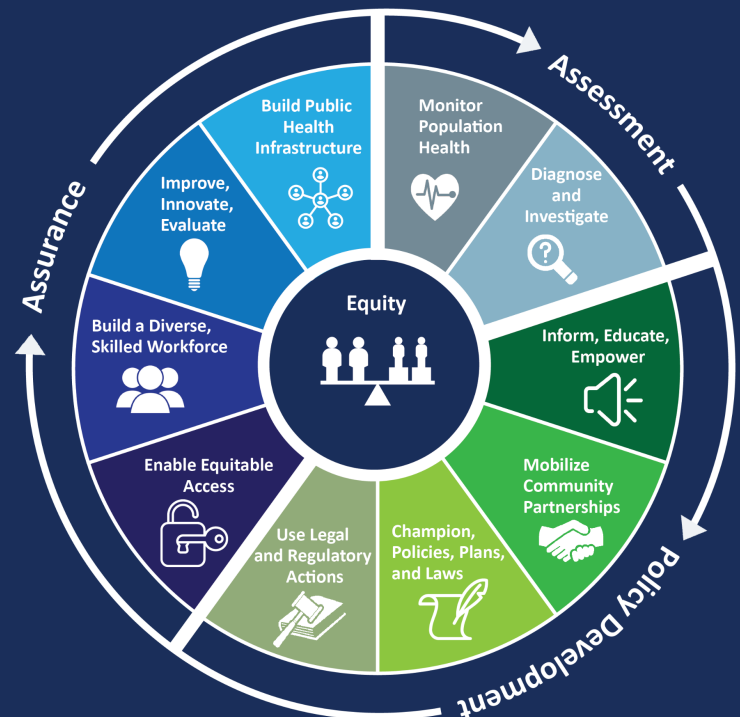 Assessment
Monitor
Population
Health
Diagnose
and
Investigate
?
Policy Development
Inform, Educate,
Empower
Mobilize
Community
Partnerships
Champion,
Policies, Plans,
and Laws
Use Legal
and Regulatory
Actions
Assurance
Enable Equitable
Access
Build a Diverse,
Skilled Workforce
Improve,
Innovate,
Evaluate
Build Public
Health
Infrastructure
Equity